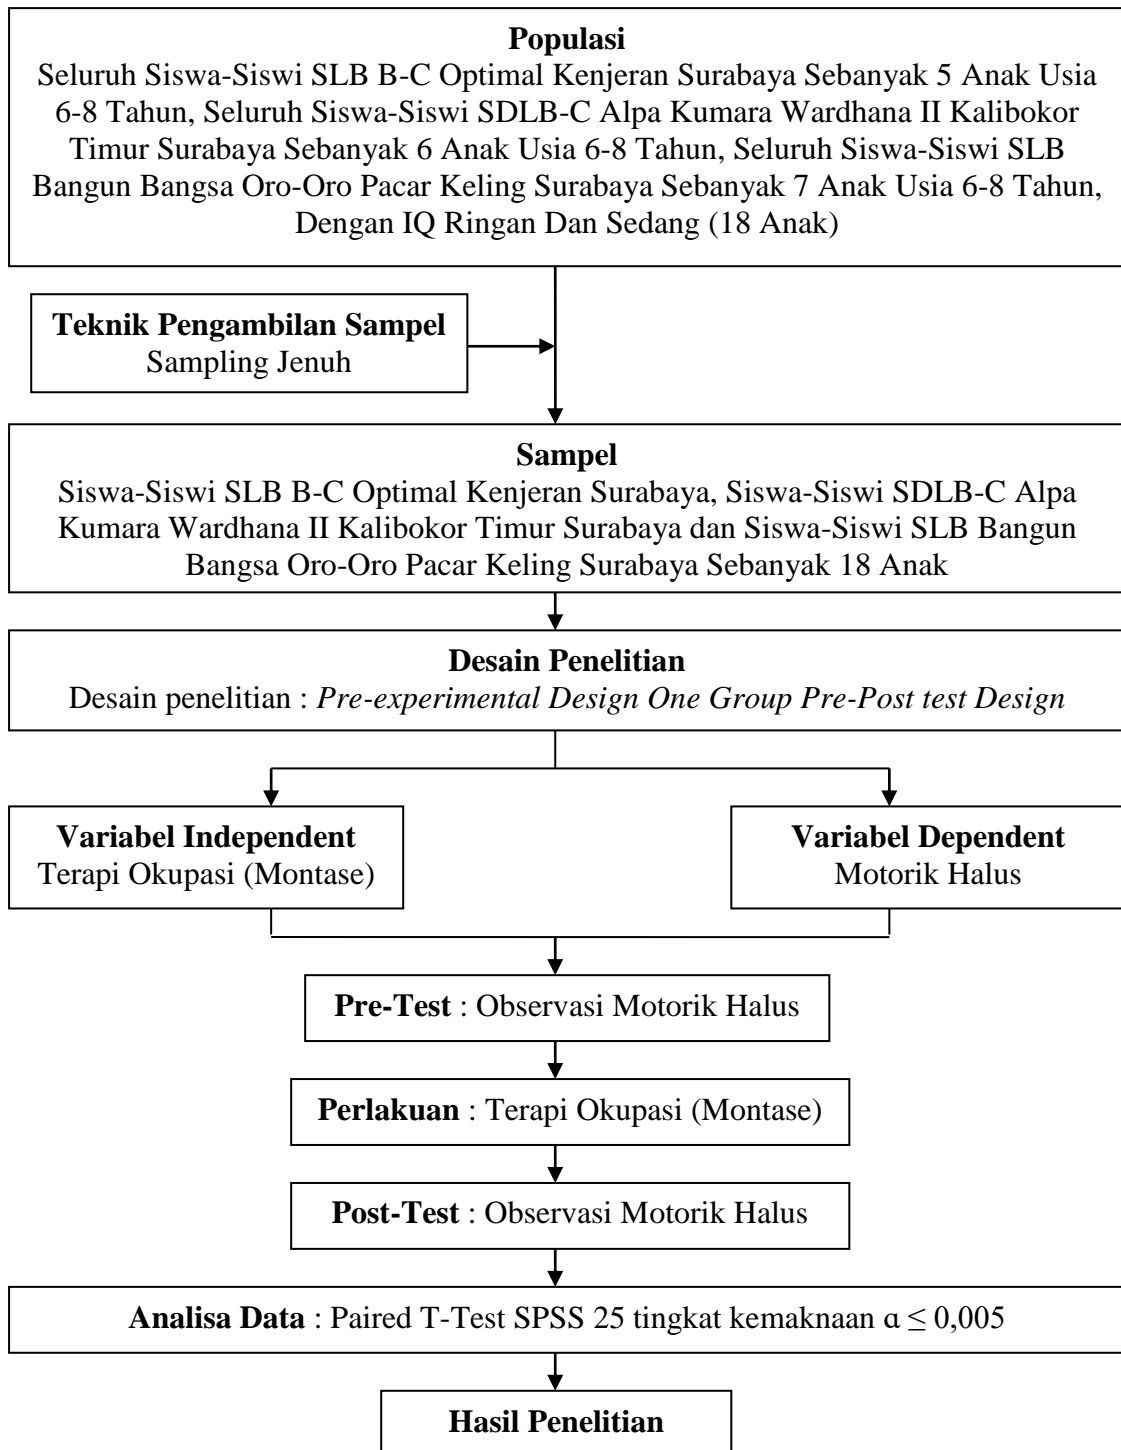 Populasi
Seluruh Siswa-Siswi SLB B-C Optimal Kenjeran Surabaya Sebanyak 5 Anak Usia
6-8 Tahun, Seluruh Siswa-Siswi SDLB-C Alpa Kumara Wardhana II Kalibokor
Timur Surabaya Sebanyak 6 Anak Usia 6-8 Tahun, Seluruh Siswa-Siswi SLB
Bangun Bangsa Oro-Oro Pacar Keling Surabaya Sebanyak 7 Anak Usia 6-8 Tahun,
Dengan IQ Ringan Dan Sedang (18 Anak)
Teknik Pengambilan Sampel
Sampling Jenuh
Sampel
Siswa-Siswi SLB B-C Optimal Kenjeran Surabaya, Siswa-Siswi SDLB-C Alpa
Kumara Wardhana II Kalibokor Timur Surabaya dan Siswa-Siswi SLB Bangun
Bangsa Oro-Oro Pacar Keling Surabaya Sebanyak 18 Anak
Desain Penelitian
Desain penelitian : Pre-experimental Design One Group Pre-Post test Design
Variabel Independent
Terapi Okupasi (Montase)
Variabel Dependent
Motorik Halus
Pre-Test : Observasi Motorik Halus
Perlakuan : Terapi Okupasi (Montase)
Post-Test : Observasi Motorik Halus
Analisa Data : Paired T-Test SPSS 25 tingkat kemaknaan ɑ ≤ 0,005
Hasil Penelitian